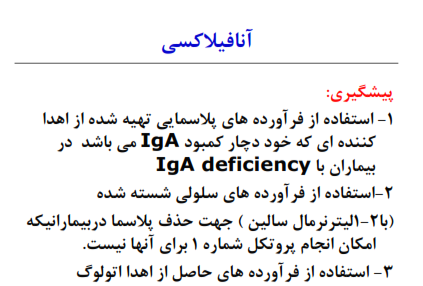 آنافیلاکسی
پیشگیری:
۱- استفاده از فرآورده های پلاسمایی تهیه شده از اهدا
کننده ای که خود دچار کمبود IgA می باشد در
بیماران با IgA deficiency
۲-استفاده از فرآورده های سلولی شسته شده
(با۲-۱لیترنرمال سالین ) جهت حذف پلاسما دربیمارانیکه
امکان انجام پروتکل شماره ۱ برای آنها نیست.
۳- استفاده از فرآورده های حاصل از اهدا اتولوگ